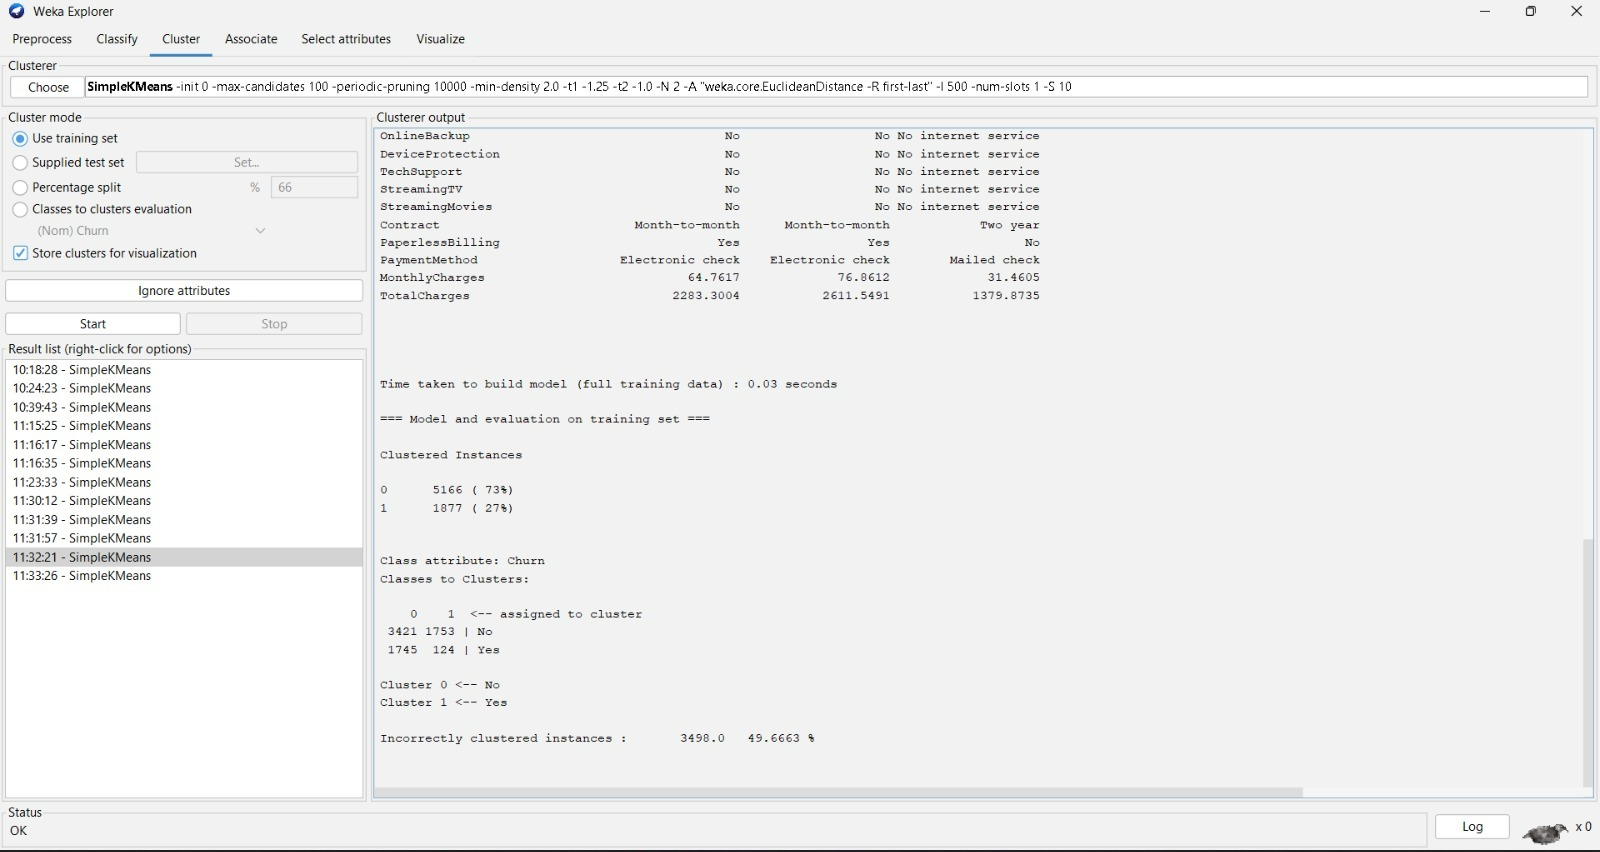 Weka Explorer
Preprocess Classify Cluster Associate Select attributes Visualize
Clusterer
Choose SimpleKMeans -init 0 -max-candidates 100 -periodic-pruning 10000 -min-density 2.0 -t1 -1.25 -t2 -1.0 -N 2 -A "weka.core.EuclideanDistance -R first-last" -I 500 -num-slots 1 -S 10
Cluster mode
Use training set
Supplied test set Set...
Percentage split % 66
Classes to clusters evaluation
(Nom) Churn
Store clusters for visualization
Ignore attributes
Start Stop
Result list (right-click for options)
10:18:28 - SimpleKMeans
10:24:23 - SimpleKMeans
10:39:43 - SimpleKMeans
11:15:25 - SimpleKMeans
11:16:17 - SimpleKMeans
11:16:35 - SimpleKMeans
11:23:33 - SimpleKMeans
11:30:12 - SimpleKMeans
11:31:39 - SimpleKMeans
11:31:57 - SimpleKMeans
11:32:21 - SimpleKMeans
11:33:26 - SimpleKMeans
Clusterer output
OnlineBackup No No No internet service
DeviceProtection No No No internet service
TechSupport No No No internet service
StreamingTV No No No internet service
StreamingMovies No No No internet service
Contract Month-to-month Month-to-month Two year
PaperlessBilling Yes Yes No
PaymentMethod Electronic check Electronic check Mailed check
MonthlyCharges 64.7617 76.8612 31.4605
TotalCharges 2283.3004 2611.5491 1379.8735
Time taken to build model (full training data) : 0.03 seconds
=== Model and evaluation on training set ===
Clustered Instances
0 5166 ( 73%)
1 1877 ( 27%)
Class attribute: Churn
Classes to Clusters:
0 1 <-- assigned to cluster
3421 1753 | No
1745 124 | Yes
Cluster 0 <-- No
Cluster 1 <-- Yes
Incorrectly clustered instances : 3498.0 49.6663 %
Status
OK
Log x 0